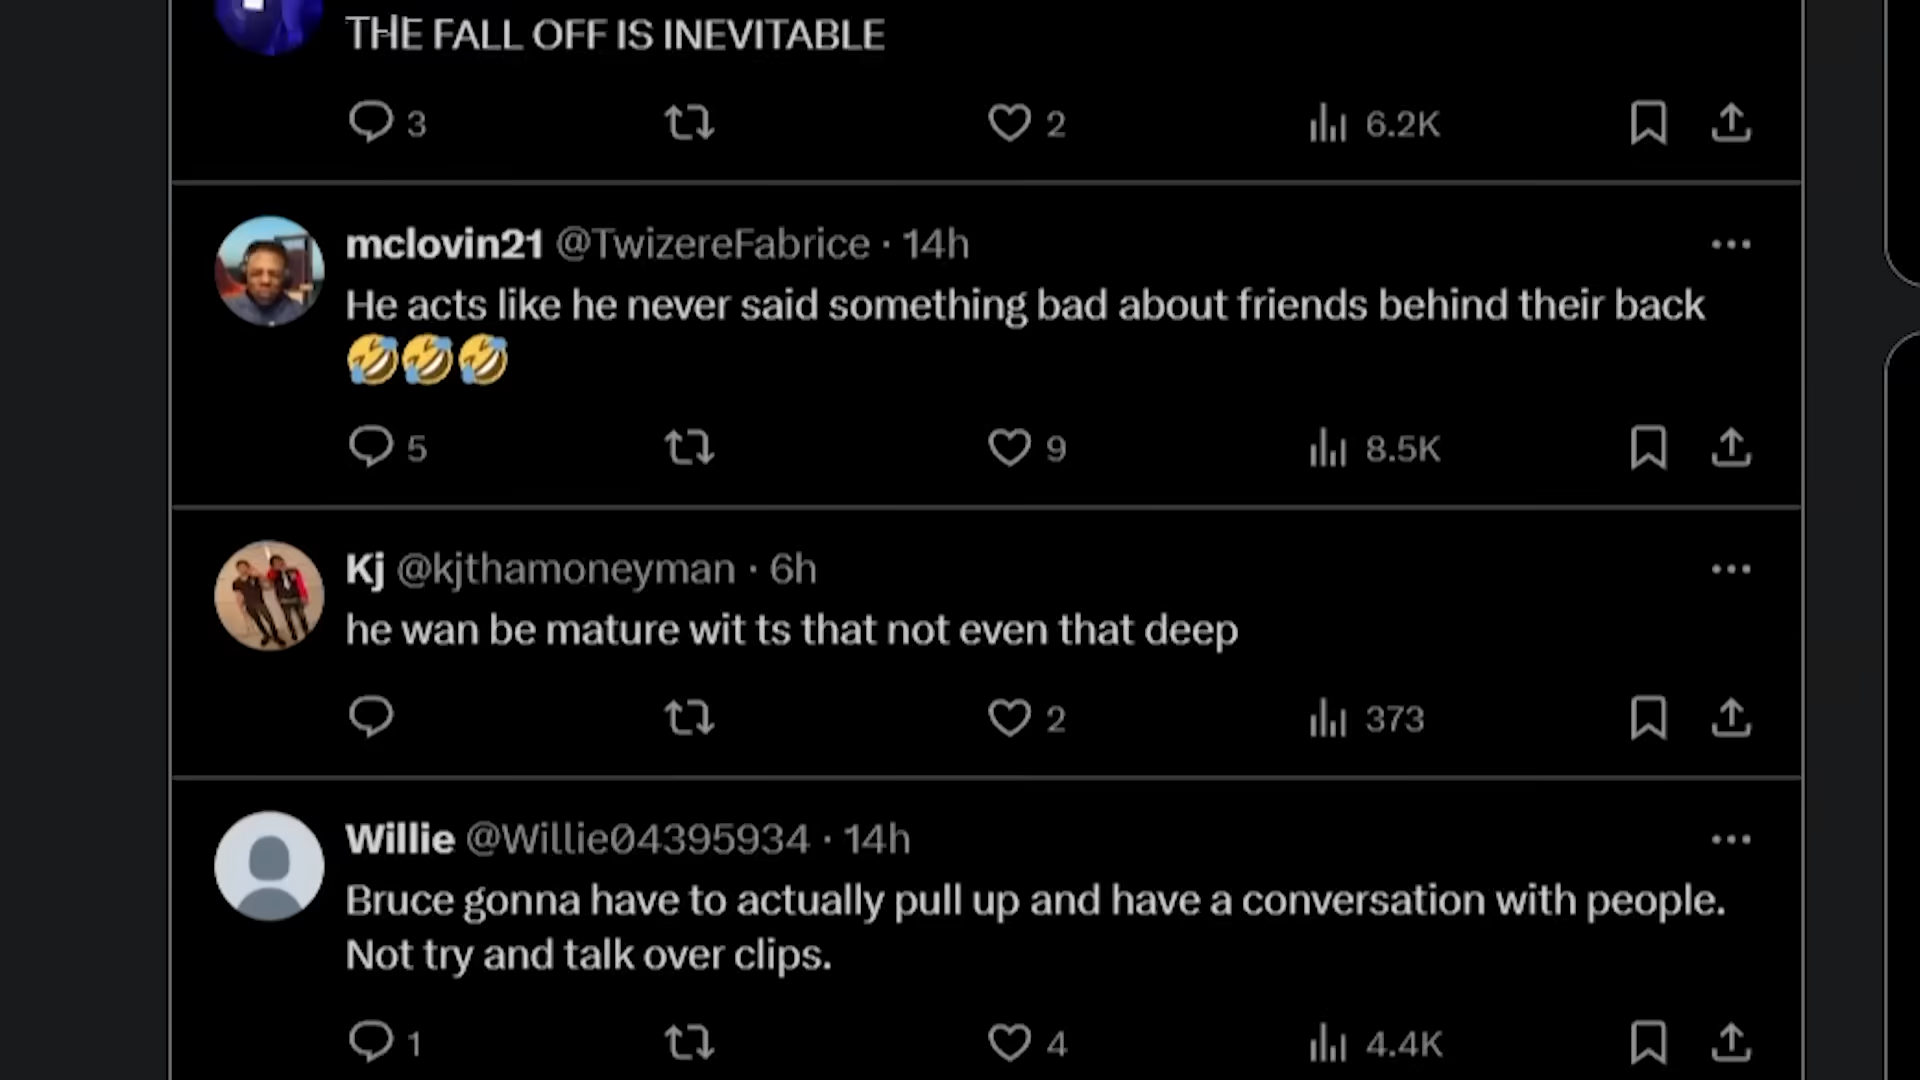 THE FALL OFF IS INEVITABLE
3 2 6.2K
mclovin21 @TwizereFabrice · 14h
He acts like he never said something bad about friends behind their back
🤣🤣🤣
5 9 8.5K
Kj @kjthamoneyman · 6h
he wan be mature wit ts that not even that deep
2 373
Willie @Willie04395934 · 14h
Bruce gonna have to actually pull up and have a conversation with people.
Not try and talk over clips.
1 4 4.4K